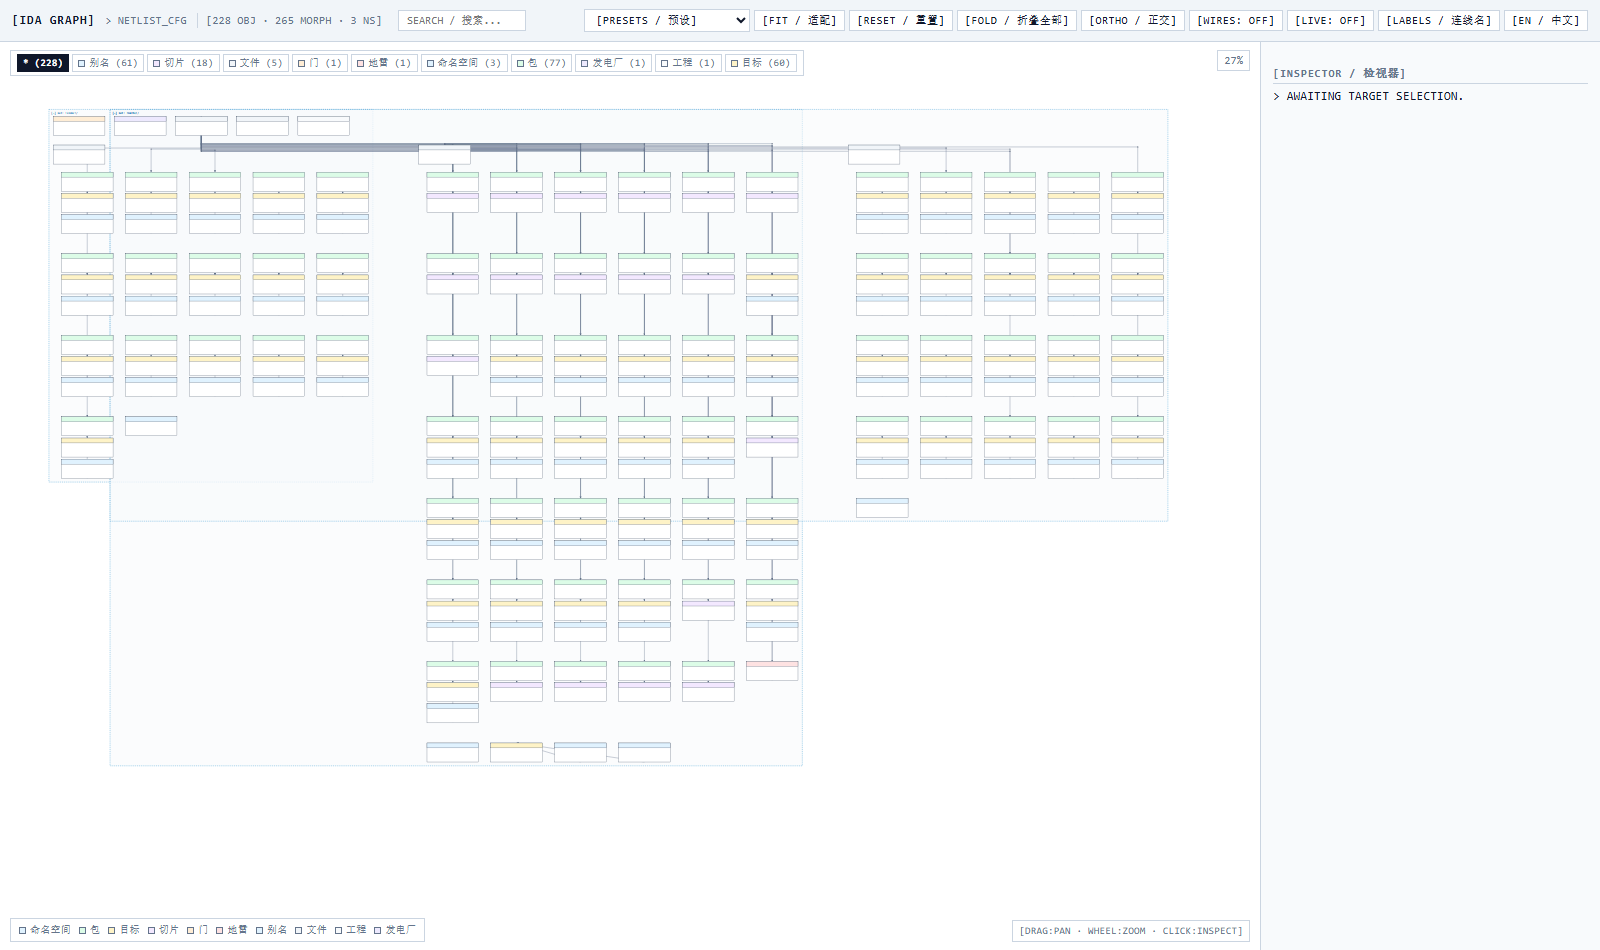 [IDA GRAPH] > NETLIST_CFG [228 OBJ · 265 MORPH · 3 NS] SEARCH / 搜索... [PRESETS / 预设] [FIT / 适配] [RESET / 重置] [FOLD / 折叠全部] [ORTHO / 正交] [WIRES: OFF] [LIVE: OFF] [LABELS / 连线名] [EN / 中文]
* (228) 别名 (61) 切片 (18) 文件 (5) 门 (1) 地雷 (1) 命名空间 (3) 包 (77) 发电厂 (1) 工程 (1) 目标 (60) 27%
[INSPECTOR / 检视器]
> AWAITING TARGET SELECTION.
命名空间 包 目标 切片 门 地雷 别名 文件 工程 发电厂
[DRAG:PAN · WHEEL:ZOOM · CLICK:INSPECT]